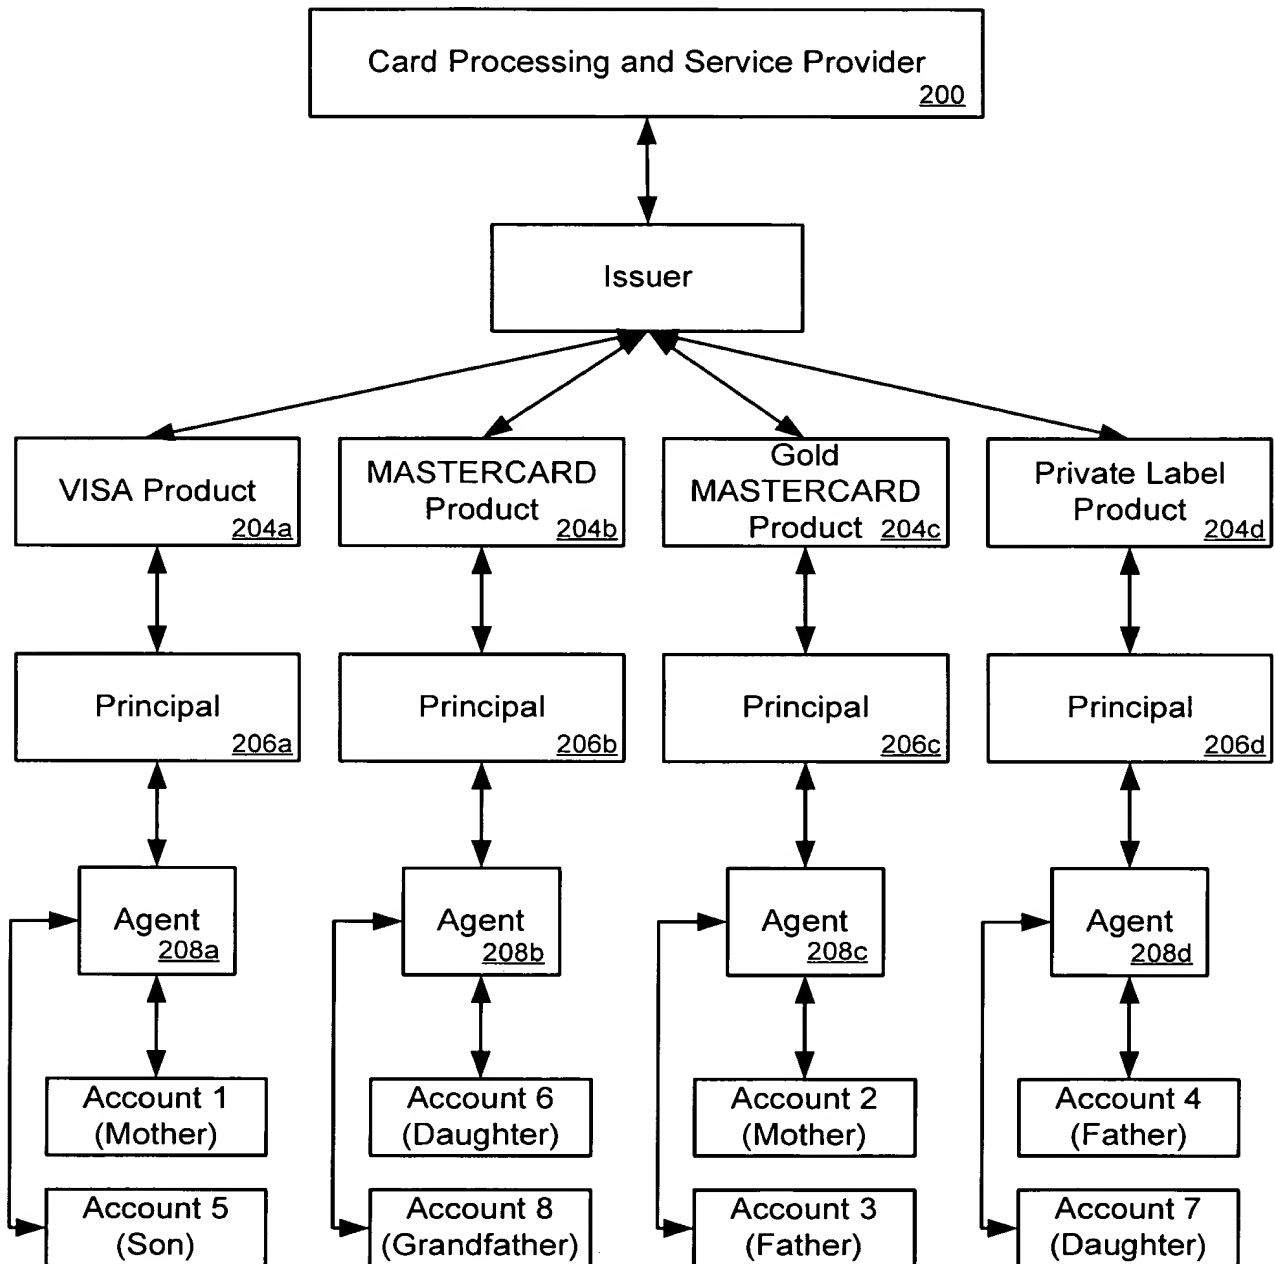 Card Processing and Service Provider
200
Issuer
VISA Product
204a
MASTERCARD
Product
204b
Gold
MASTERCARD
Product
204c
Private Label
Product
204d
Principal
206a
Principal
206b
Principal
206c
Principal
206d
Agent
208a
Agent
208b
Agent
208c
Agent
208d
Account 1
(Mother)
Account 6
(Daughter)
Account 2
(Mother)
Account 4
(Father)
Account 5
(Son)
Account 8
(Grandfather)
Account 3
(Father)
Account 7
(Daughter)